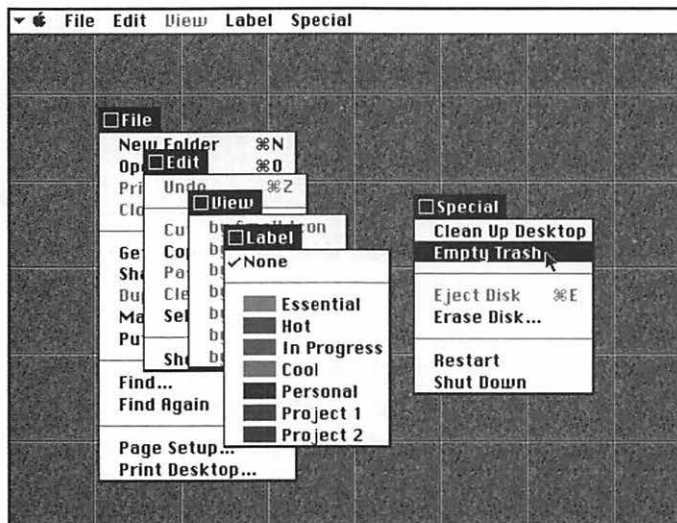 File Edit View Label Special
File
New Folder ⌘N
⌘O
Edit
Undo ⌘Z
View
Label
✓None
Essential
Hot
In Progress
Cool
Personal
Project 1
Project 2
Find...
Find Again
Page Setup...
Print Desktop...
Special
Clean Up Desktop
Empty Trash
Eject Disk ⌘E
Erase Disk...
Restart
Shut Down